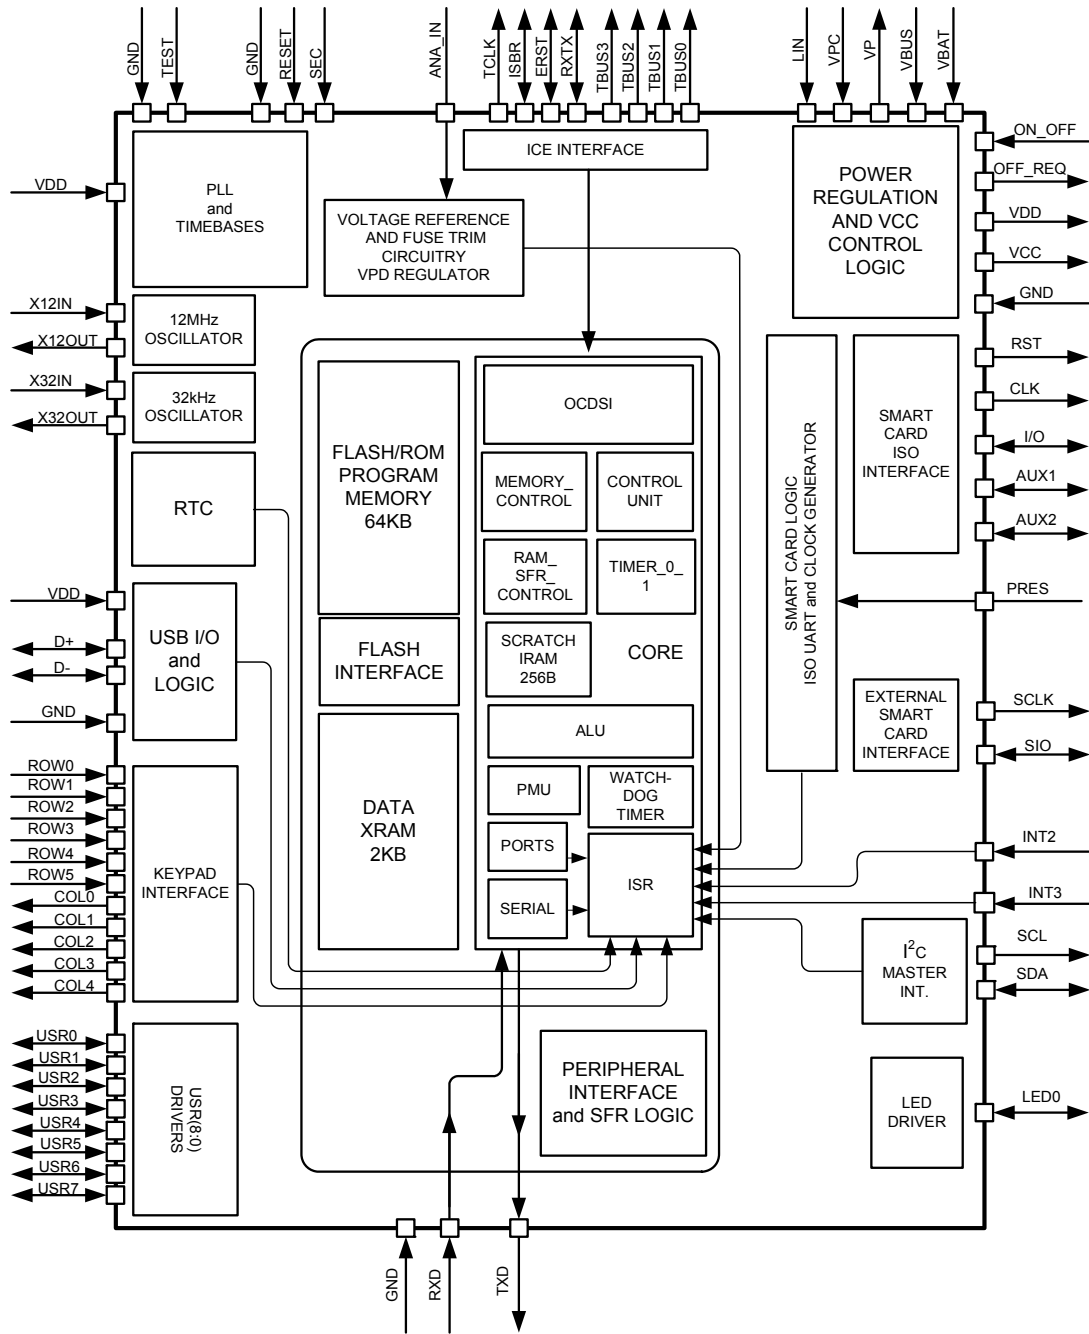 GND
TEST
GND
RESET
SEC
ANA_IN
TCLK
ISBR
ERST
RXTX
TBUS3
TBUS2
TBUS1
TBUS0
LIN
VPC
VP
VBUS
VBAT
ON_OFF
OFF_REQ
VDD
VCC
GND
RST
CLK
I/O
AUX1
AUX2
PRES
SCLK
SIO
INT2
INT3
SCL
SDA
LED0
VDD
X12IN
X12OUT
X32IN
X32OUT
VDD
D+
D-
GND
ROW0
ROW1
ROW2
ROW3
ROW4
ROW5
COL0
COL1
COL2
COL3
COL4
USR0
USR1
USR2
USR3
USR4
USR5
USR6
USR7
PLL
and
TIMEBASES
12MHz
OSCILLATOR
32kHz
OSCILLATOR
RTC
USB I/O
and
LOGIC
KEYPAD
INTERFACE
USR(8:0)
DRIVERS
ICE INTERFACE
VOLTAGE REFERENCE
AND FUSE TRIM
CIRCUITRY
VPD REGULATOR
FLASH/ROM
PROGRAM
MEMORY
64KB
FLASH
INTERFACE
DATA
XRAM
2KB
OCDSI
MEMORY_
CONTROL
CONTROL
UNIT
RAM_
SFR_
CONTROL
TIMER_0_
1
SCRATCH
IRAM
256B
CORE
ALU
PMU
WATCH-
DOG
TIMER
PORTS
SERIAL
ISR
PERIPHERAL
INTERFACE
and SFR LOGIC
POWER
REGULATION
AND VCC
CONTROL
LOGIC
SMART CARD LOGIC
ISO UART and CLOCK GENERATOR
SMART
CARD
ISO
INTERFACE
EXTERNAL
SMART
CARD
INTERFACE
I²C
MASTER
INT.
LED
DRIVER
GND
RXD
TXD